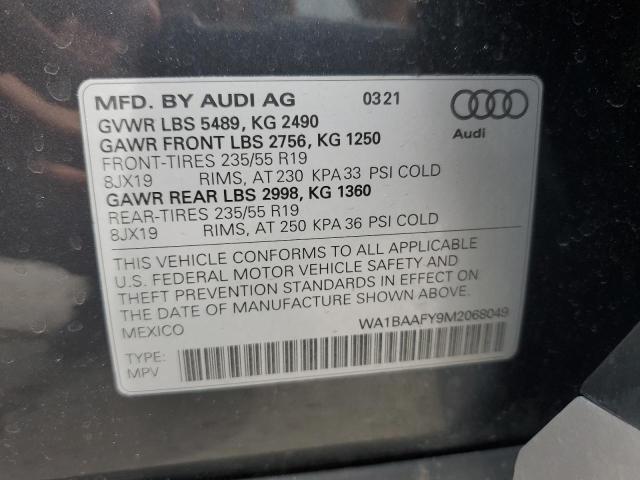 MFD. BY AUDI AG 0321
GVWR LBS 5489, KG 2490
GAWR FRONT LBS 2756, KG 1250
FRONT-TIRES 235/55 R19
8JX19 RIMS, AT 230 KPA 33 PSI COLD
GAWR REAR LBS 2998, KG 1360
REAR-TIRES 235/55 R19
8JX19 RIMS, AT 250 KPA 36 PSI COLD
Audi
THIS VEHICLE CONFORMS TO ALL APPLICABLE
U.S. FEDERAL MOTOR VEHICLE SAFETY AND
THEFT PREVENTION STANDARDS IN EFFECT ON
THE DATE OF MANUFACTURE SHOWN ABOVE.
MEXICO WA1BAAFY9M2068049
TYPE:
MPV